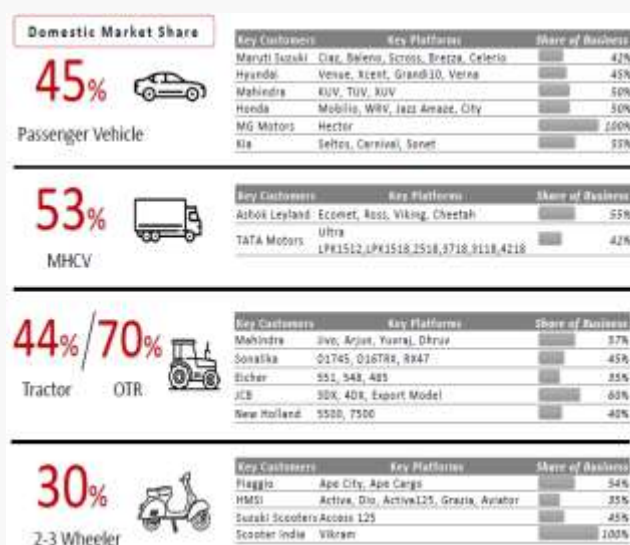 Domestic Market Share
45%
Passenger Vehicle
Key Customers Key Platforms Share of Business
Maruti Suzuki Ciaz, Baleno, Scross, Brezza, Celerio 42%
Hyundai Venue, Xcent, Grandi10, Verna 45%
Mahindra KUV, TUV, XUV 50%
Honda Mobilio, WRV, Jazz Amaze, City 50%
MG Motors Hector 100%
Kia Seltos, Carnival, Sonet 55%
53%
MHCV
Key Customers Key Platforms Share of Business
Ashok Leyland Ecomet, Boss, Viking, Cheetah 55%
TATA Motors Ultra
LPK1512,LPK1518,2518,3718,3118,4218 42%
44%/70%
Tractor OTR
Key Customers Key Platforms Share of Business
Mahindra Jivo, Arjun, Yuvraj, Dhruv 57%
Sonalika RX47 45%
Eicher 551, 548, 485 35%
JCB 3DX, 4DX, Export Model 60%
New Holland 5500, 7500 40%
30%
2-3 Wheeler
Key Customers Key Platforms Share of Business
Piaggio Ape City, Ape Cargo 54%
HMSI Activa, Dio, Activa125, Grazia, Aviator 35%
Suzuki Scooters Access 125 45%
Scooter India Vikram 100%